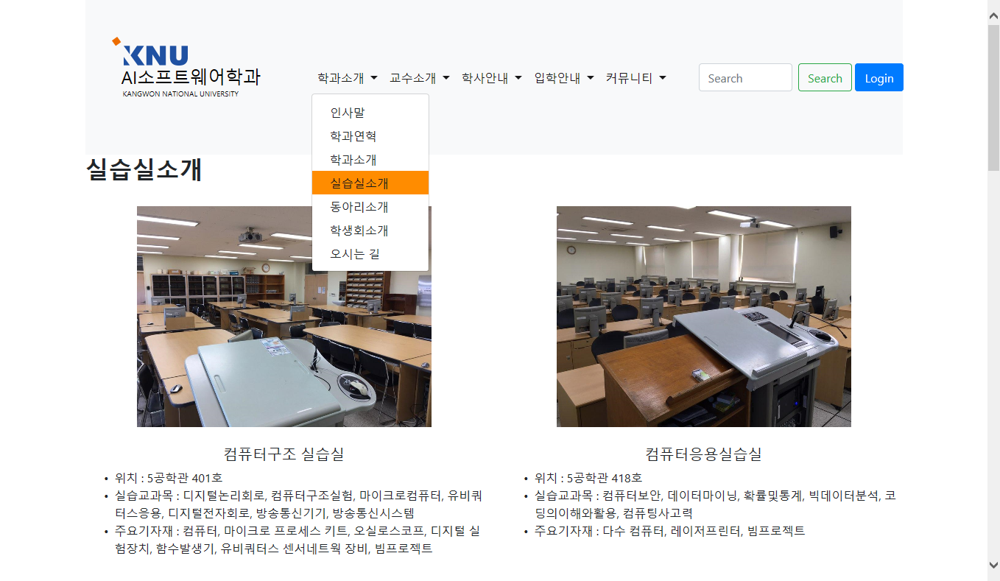 KNU
AI소프트웨어학과
KANGWON NATIONAL UNIVERSITY
학과소개 교수소개 학사안내 입학안내 커뮤니티 Search Search Login
인사말
학과연혁
학과소개
실습실소개
동아리소개
학생회소개
오시는 길
실습실소개
컴퓨터구조 실습실
• 위치 : 5공학관 401호
• 실습교과목 : 디지털논리회로, 컴퓨터구조실험, 마이크로컴퓨터, 유비쿼
터스응용, 디지털전자회로, 방송통신기기, 방송통신시스템
• 주요기자재 : 컴퓨터, 마이크로 프로세스 키트, 오실로스코프, 디지털 실
험장치, 함수발생기, 유비쿼터스 센서네트웍 장비, 빔프로젝트
컴퓨터응용실습실
• 위치 : 5공학관 418호
• 실습교과목 : 컴퓨터보안, 데이터마이닝, 확률및통계, 빅데이터분석, 코
딩의이해와활용, 컴퓨팅사고력
• 주요기자재 : 다수 컴퓨터, 레이저프린터, 빔프로젝트